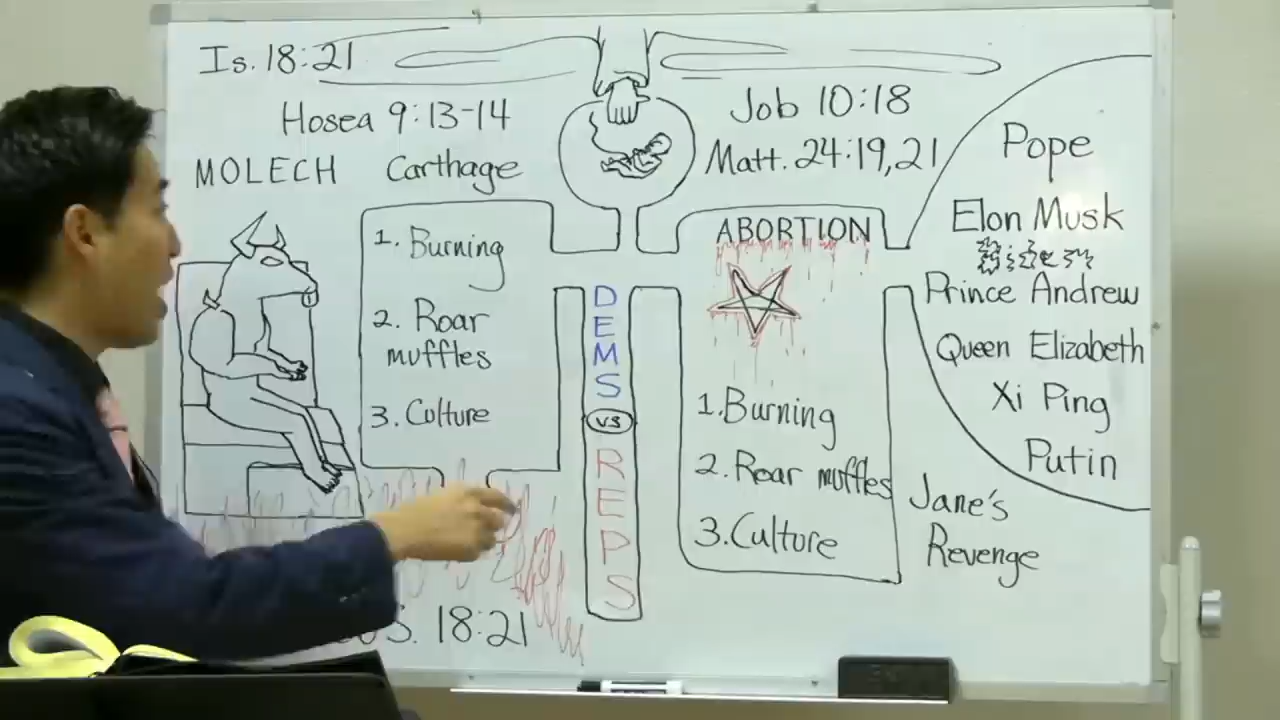 Is. 18:21
Hosea 9:13-14
MOLECH
Carthage
1. Burning
2. Roar
muffles
3. Culture
18:21
DEMS
VS
REPS
Job 10:18
Matt. 24:19,21
ABORTION
1. Burning
2. Roar muffles
3. Culture
Pope
Elon Musk
Prince Andrew
Queen Elizabeth
Xi Ping
Putin
Jane's
Revenge